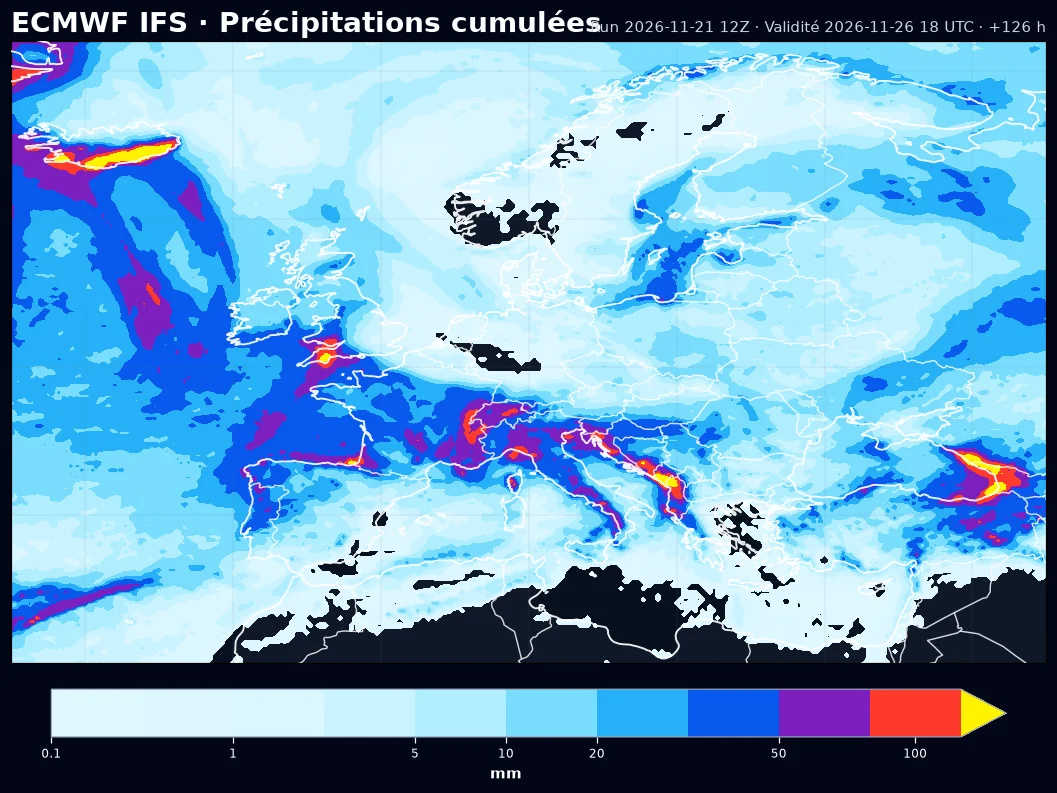 ECMWF IFS · Précipitations cumulées
Run 2026-11-21 12Z · Validité 2026-11-26 18 UTC · +126 h
0.1 1 5 10 20 50 100
mm